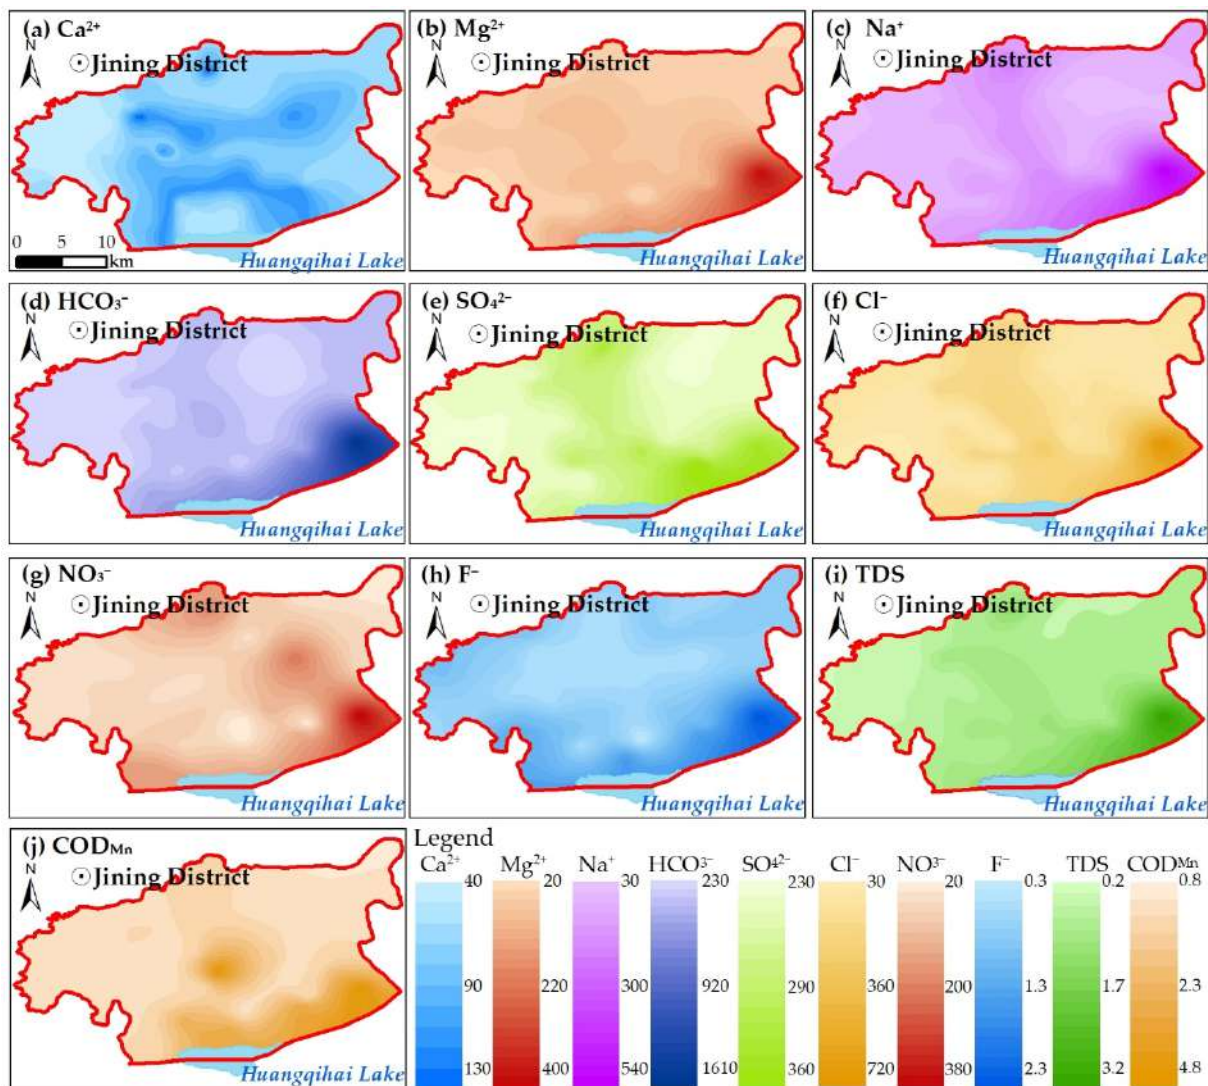 (a) Ca²⁺
N
⊙Jining District
0 5 10
km
Huangqihai Lake
(b) Mg²⁺
N
⊙Jining District
Huangqihai Lake
(c) Na⁺
N
⊙Jining District
Huangqihai Lake
(d) HCO₃⁻
N
⊙Jining District
Huangqihai Lake
(e) SO₄²⁻
N
⊙Jining District
Huangqihai Lake
(f) Cl⁻
N
⊙Jining District
Huangqihai Lake
(g) NO₃⁻
N
⊙Jining District
Huangqihai Lake
(h) F⁻
N
⊙Jining District
Huangqihai Lake
(i) TDS
N
⊙Jining District
Huangqihai Lake
(j) CODMn
N
⊙Jining District
Huangqihai Lake
Legend
Ca²⁺ Mg²⁺ Na⁺ HCO³⁻ SO⁴²⁻ Cl⁻ NO³⁻ F⁻ TDS CODMn
40 20 30 230 230 30 20 0.3 0.2 0.8
90 220 300 920 290 360 200 1.3 1.7 2.3
130 400 540 1610 360 720 380 2.3 3.2 4.8